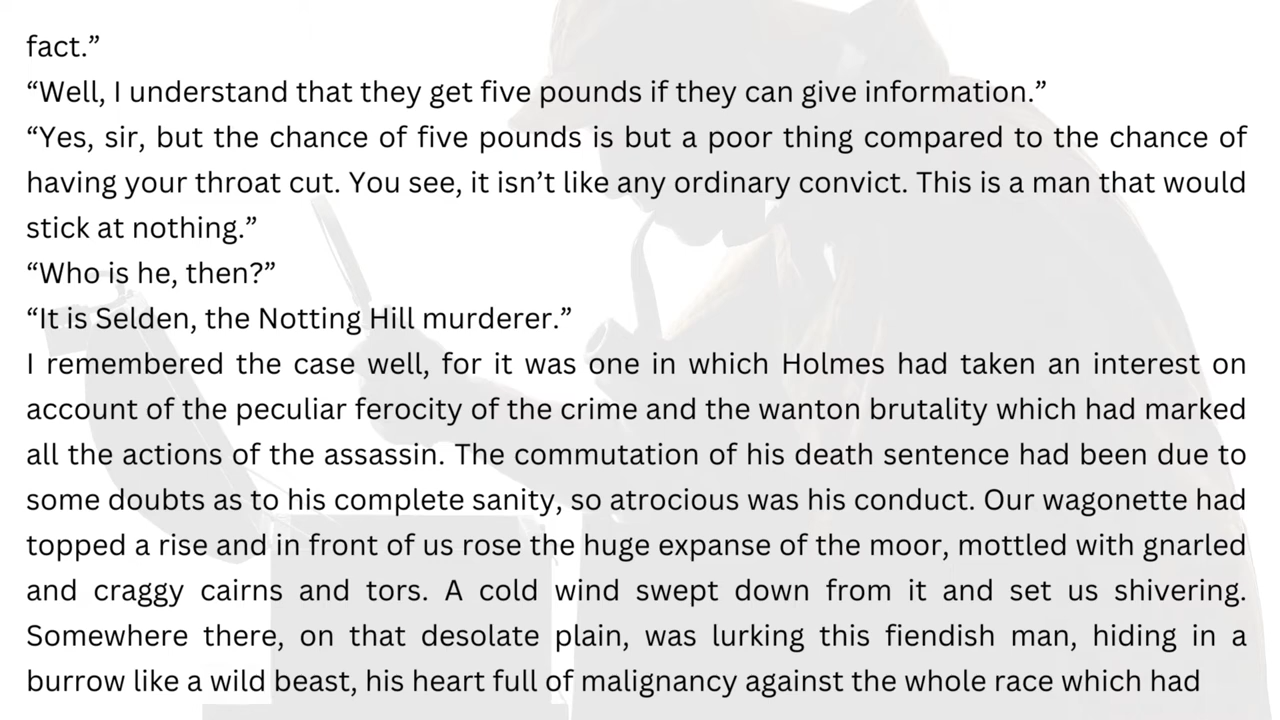 fact.”
“Well, I understand that they get five pounds if they can give information.”
“Yes, sir, but the chance of five pounds is but a poor thing compared to the chance of
having your throat cut. You see, it isn’t like any ordinary convict. This is a man that would
stick at nothing.”
“Who is he, then?”
“It is Selden, the Notting Hill murderer.”
I remembered the case well, for it was one in which Holmes had taken an interest on
account of the peculiar ferocity of the crime and the wanton brutality which had marked
all the actions of the assassin. The commutation of his death sentence had been due to
some doubts as to his complete sanity, so atrocious was his conduct. Our wagonette had
topped a rise and in front of us rose the huge expanse of the moor, mottled with gnarled
and craggy cairns and tors. A cold wind swept down from it and set us shivering.
Somewhere there, on that desolate plain, was lurking this fiendish man, hiding in a
burrow like a wild beast, his heart full of malignancy against the whole race which had